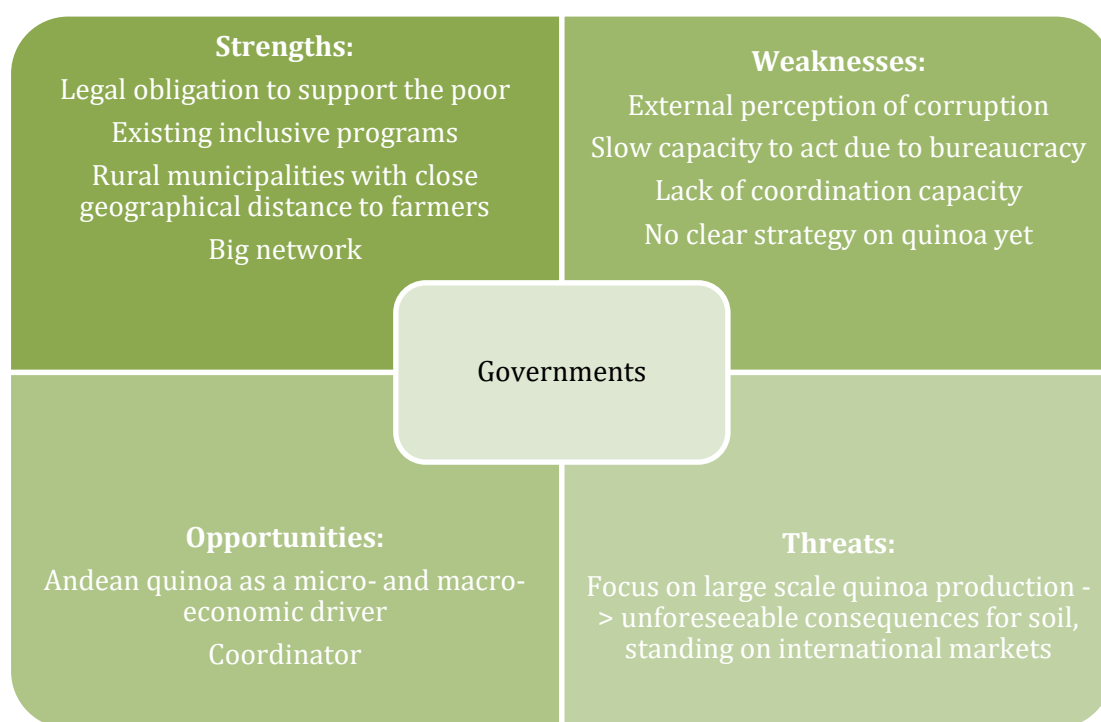 Strengths:
Legal obligation to support the poor
Existing inclusive programs
Rural municipalities with close
geographical distance to farmers
Big network
Weaknesses:
External perception of corruption
Slow capacity to act due to bureaucracy
Lack of coordination capacity
No clear strategy on quinoa yet
Governments
Opportunities:
Andean quinoa as a micro- and macro-
economic driver
Coordinator
Threats:
Focus on large scale quinoa production -
> unforeseeable consequences for soil,
standing on international markets